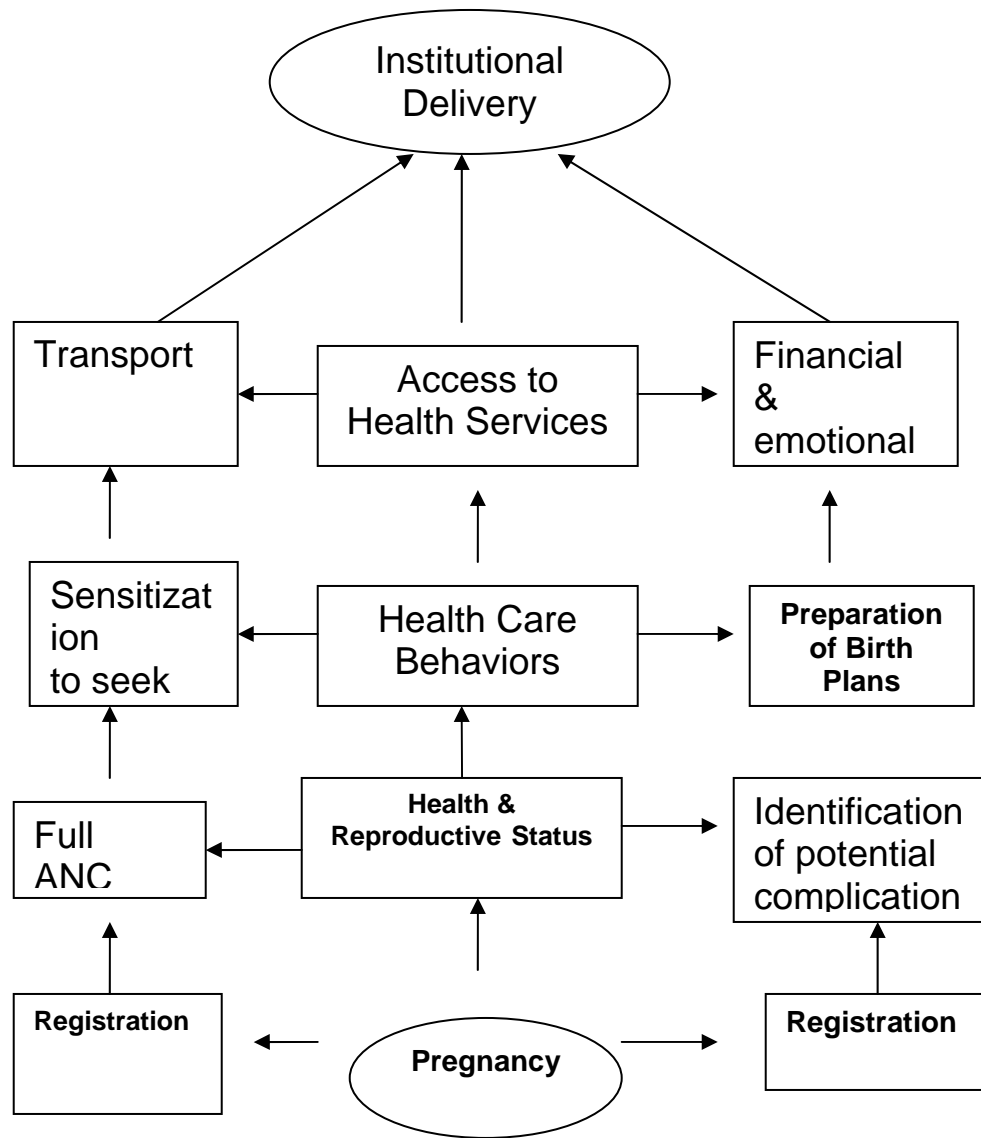 Institutional
Delivery
Transport
Access to
Health Services
Financial
&
emotional
Sensitizat
ion
to seek
Health Care
Behaviors
Preparation
of Birth
Plans
Full
ANC
Health &
Reproductive Status
Identification
of potential
complication
Registration
Pregnancy
Registration